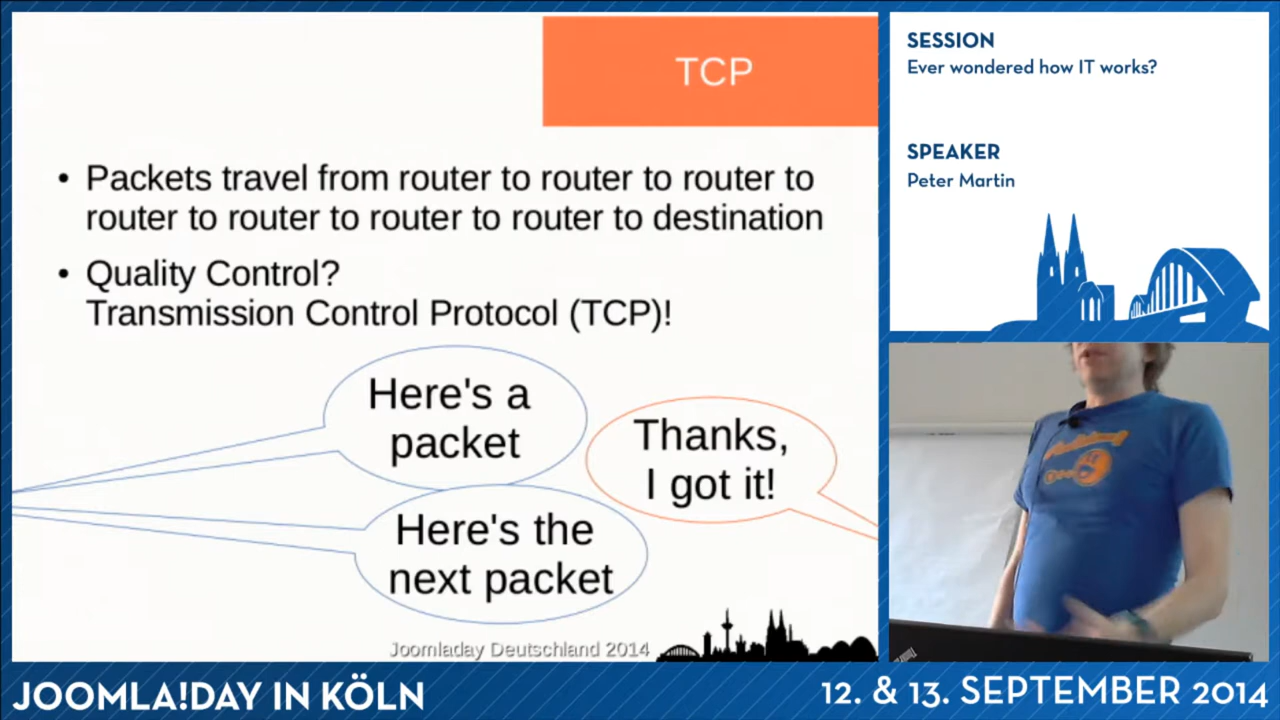 TCP
• Packets travel from router to router to router to
router to router to router to router to destination
• Quality Control?
Transmission Control Protocol (TCP)!
Here's a
packet
Thanks,
I got it!
Here's the
next packet
Joomladay Deutschland 2014
SESSION
Ever wondered how IT works?
SPEAKER
Peter Martin
JOOMLA!DAY IN KÖLN
12. & 13. SEPTEMBER 2014